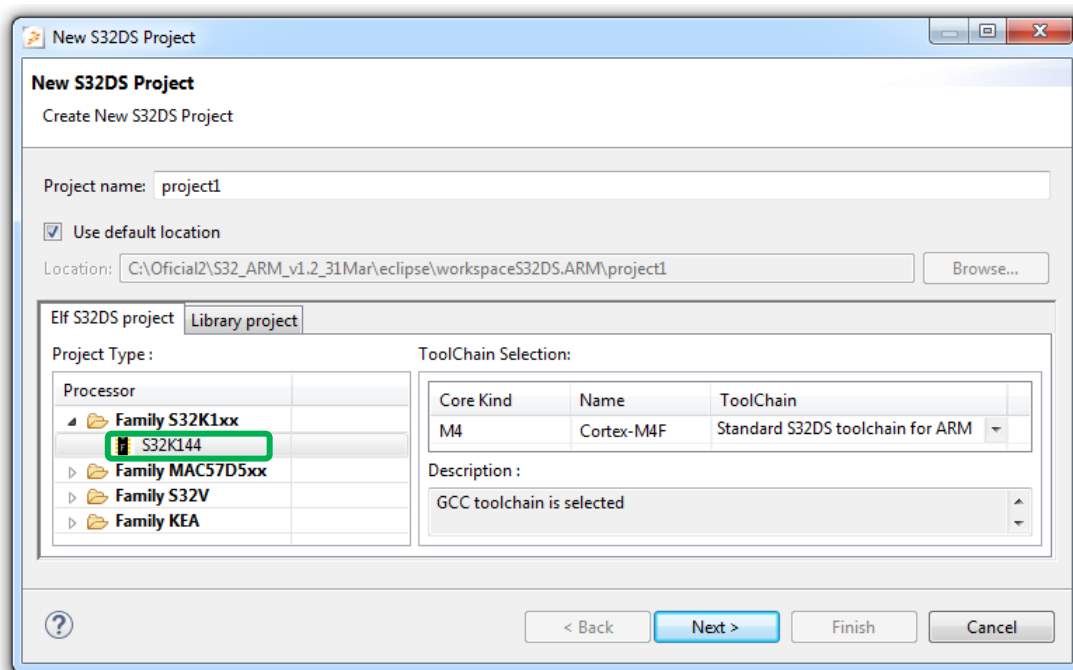 New S32DS Project
New S32DS Project
Create New S32DS Project
Project name: project1
Use default location
Location: C:\Oficial2\S32_ARM_v1.2_31Mar\eclipse\workspaceS32DS.ARM\project1 Browse...
Elf S32DS project Library project
Project Type : ToolChain Selection:
Processor
Core Kind Name ToolChain
Family S32K1xx
S32K144
M4 Cortex-M4F Standard S32DS toolchain for ARM
Family MAC57D5xx
Description :
Family S32V
GCC toolchain is selected
Family KEA
? < Back Next > Finish Cancel